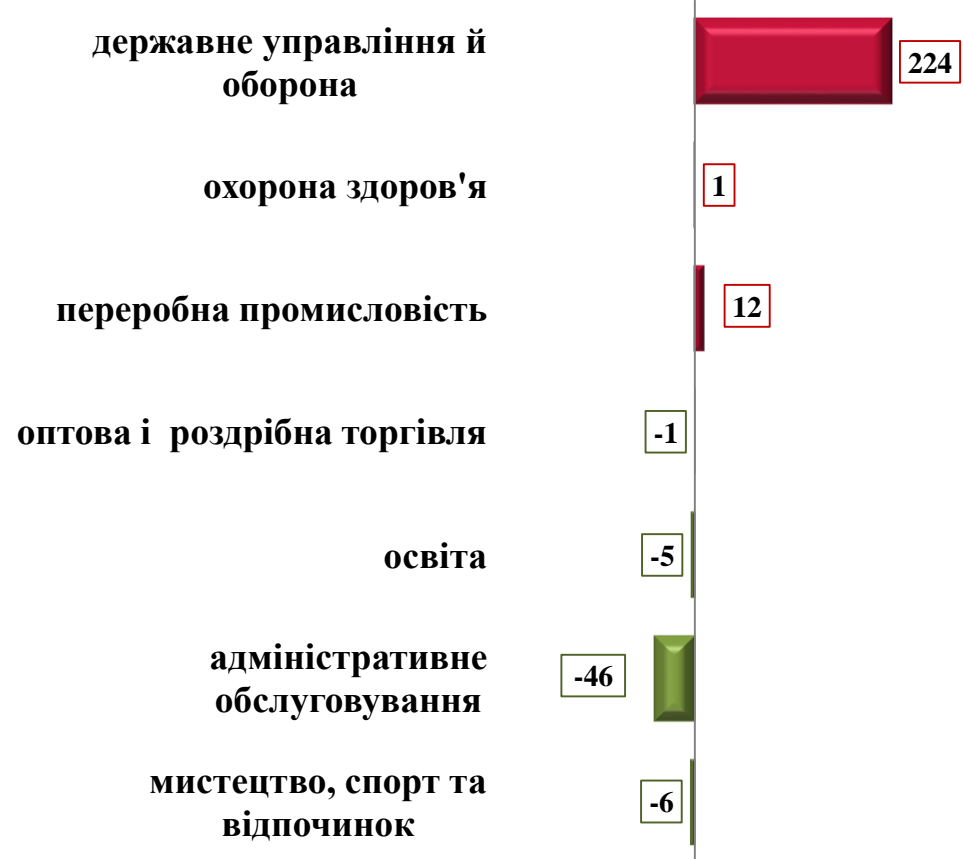 державне управління й
оборона
224
охорона здоров'я
1
переробна промисловість
12
оптова і  роздрібна торгівля
-1
освіта
-5
адміністративне
обслуговування
-46
мистецтво, спорт та
відпочинок
-6